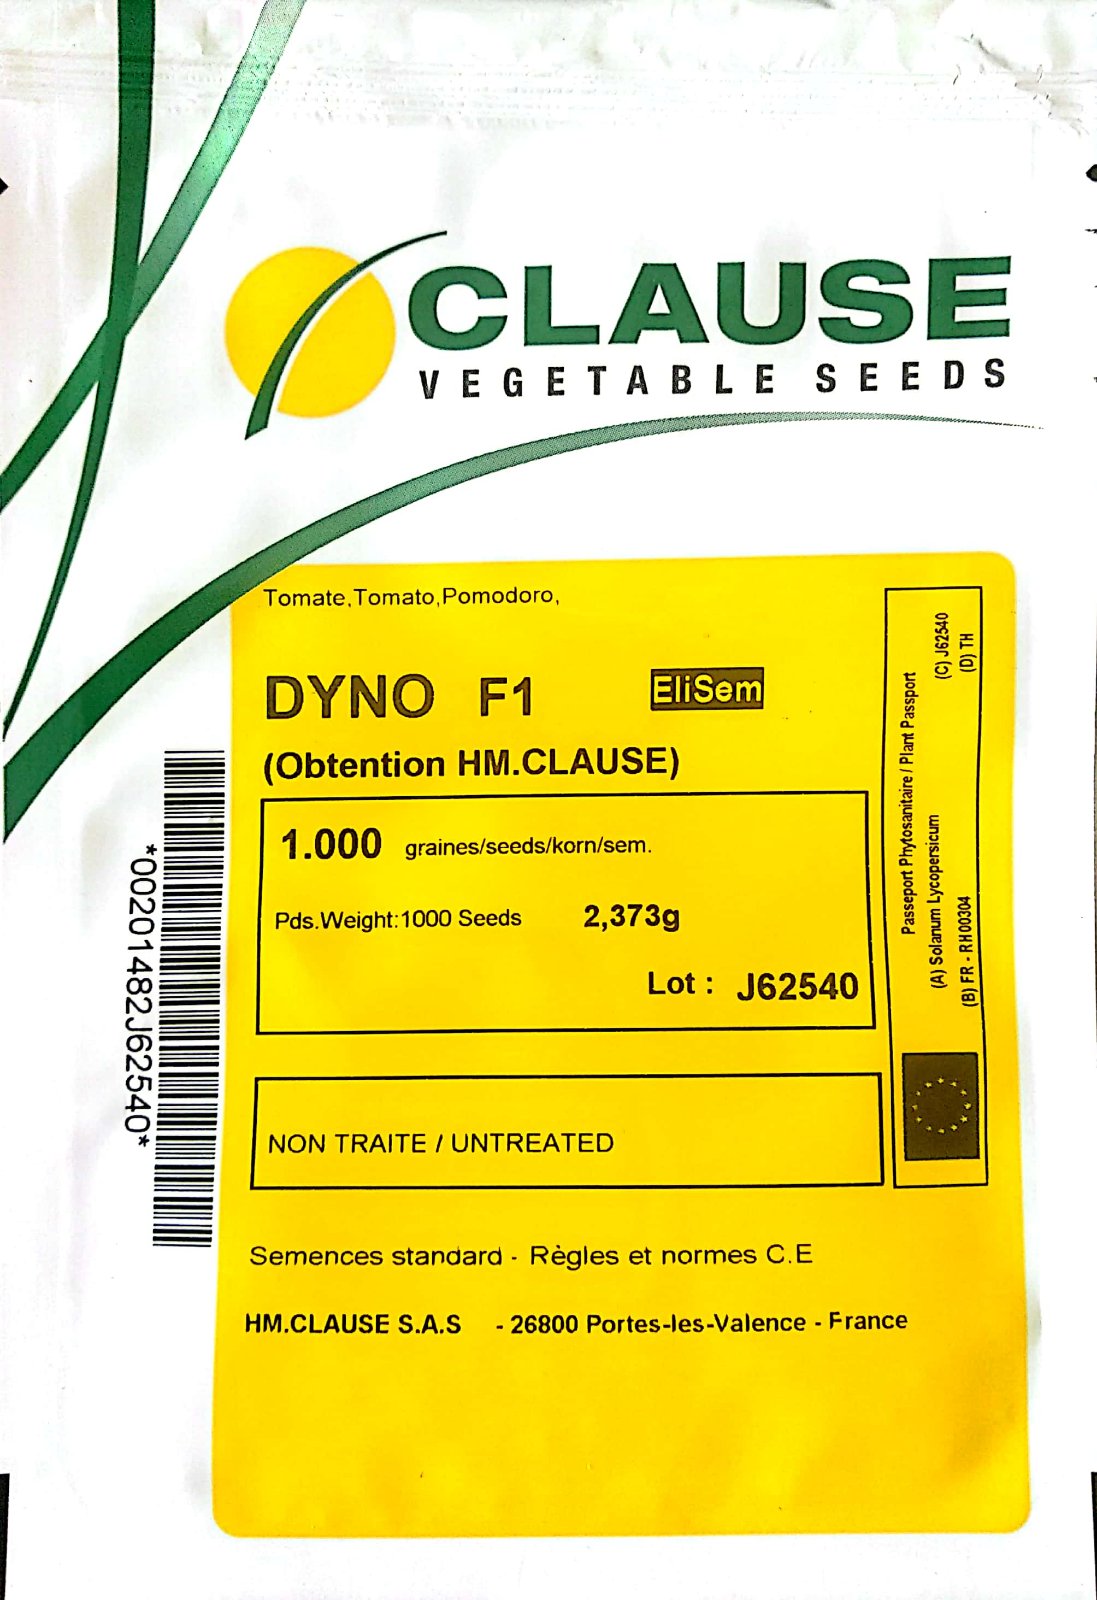 CLAUSE
VEGETABLE SEEDS
Tomate,Tomato,Pomodoro,
DYNO F1 EliSem
(Obtention HM.CLAUSE)
1.000 graines/seeds/korn/sem.
Pds.Weight:1000 Seeds 2,373g
Lot : J62540
NON TRAITE / UNTREATED
Semences standard - Règles et normes C.E
HM.CLAUSE S.A.S - 26800 Portes-les-Valence - France
*00201482J62540*
Passeport Phytosanitaire / Plant Passport
(A) Solanum Lycopersicum (C) J62540
(B) FR - RH00304 (D) TH